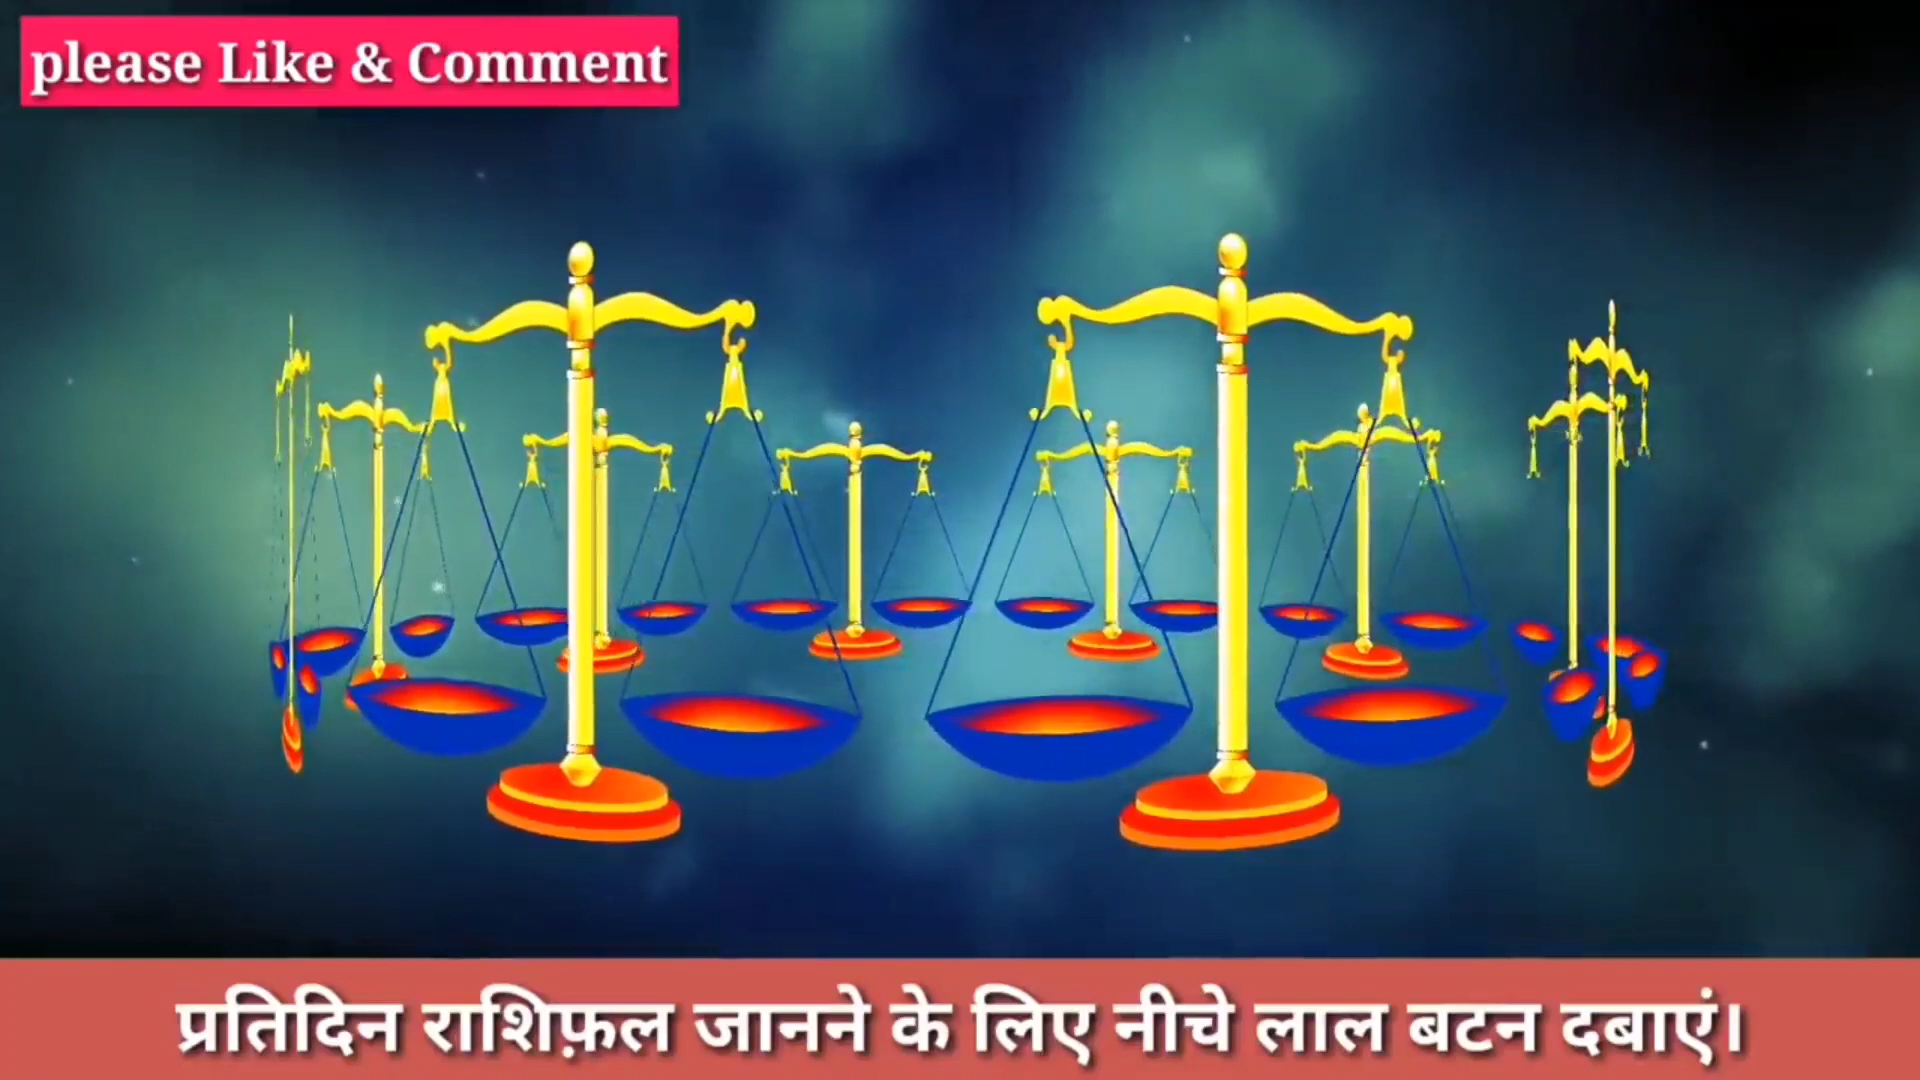 please Like & Comment
प्रतिदिन राशिफ़ल जानने के लिए नीचे लाल बटन दबाएं।